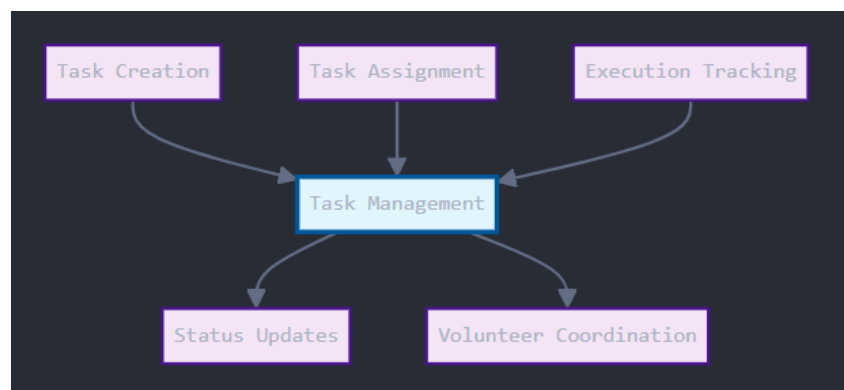 Task Creation
Task Assignment
Execution Tracking
Task Management
Status Updates
Volunteer Coordination